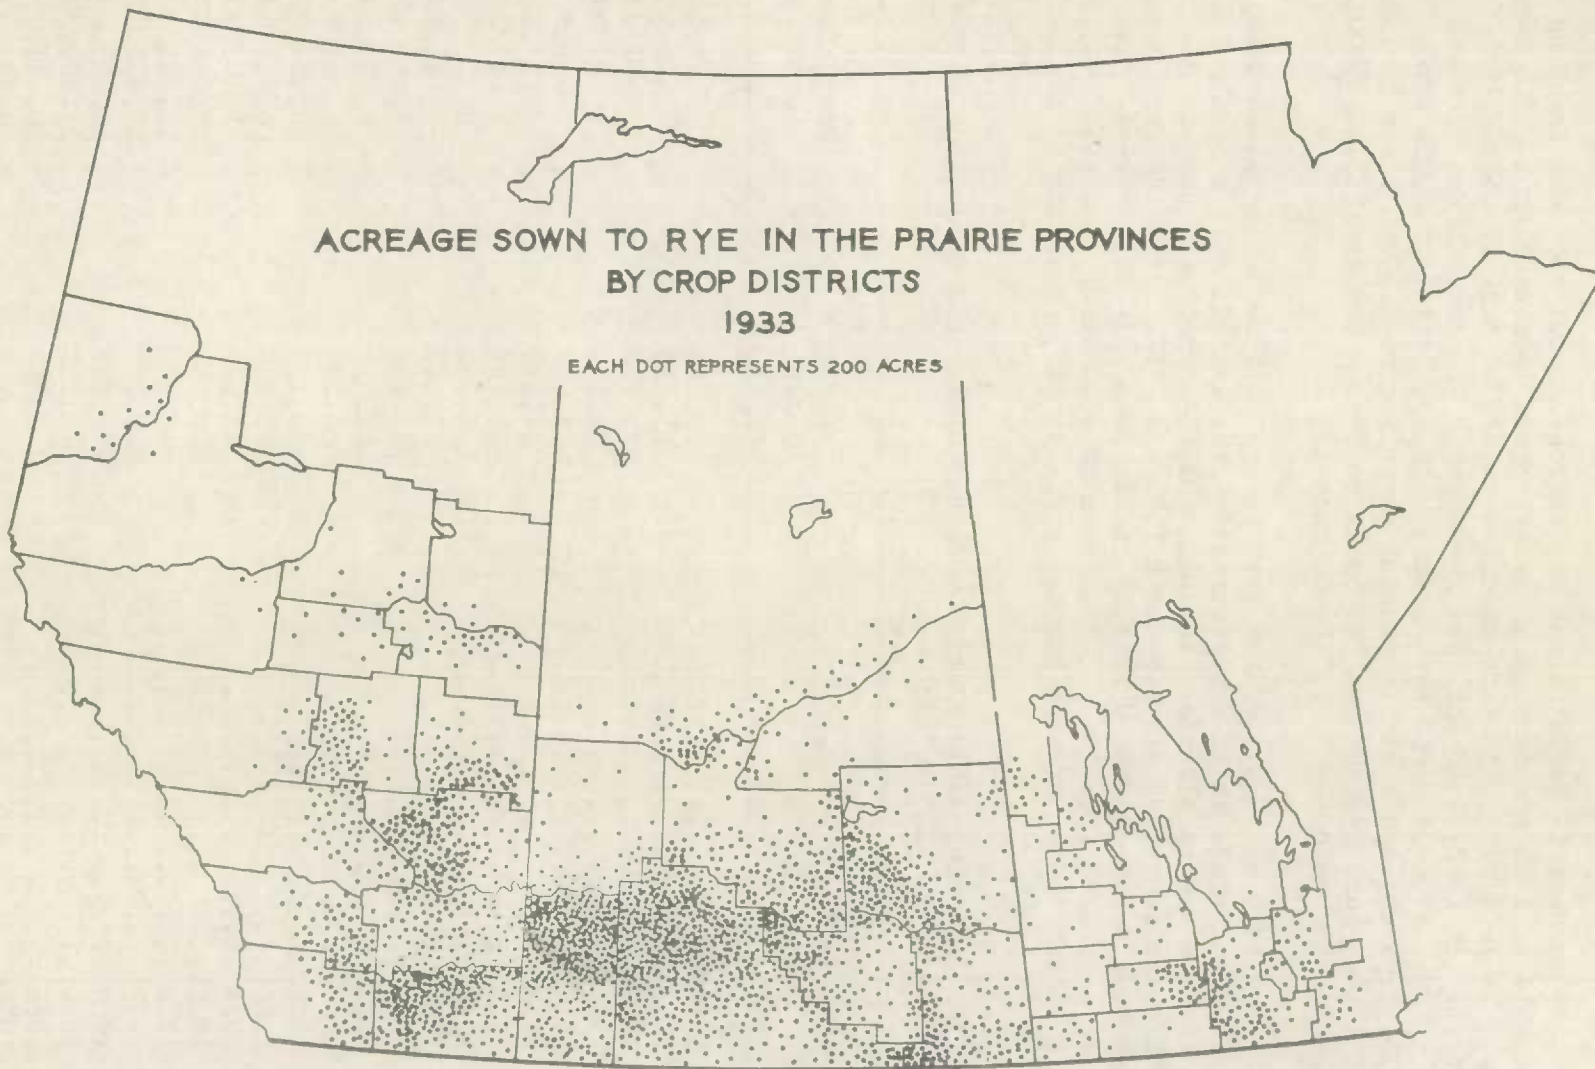 ACREAGE SOWN TO RYE IN THE PRAIRIE PROVINCES
BY CROP DISTRICTS
1933
EACH DOT REPRESENTS 200 ACRES